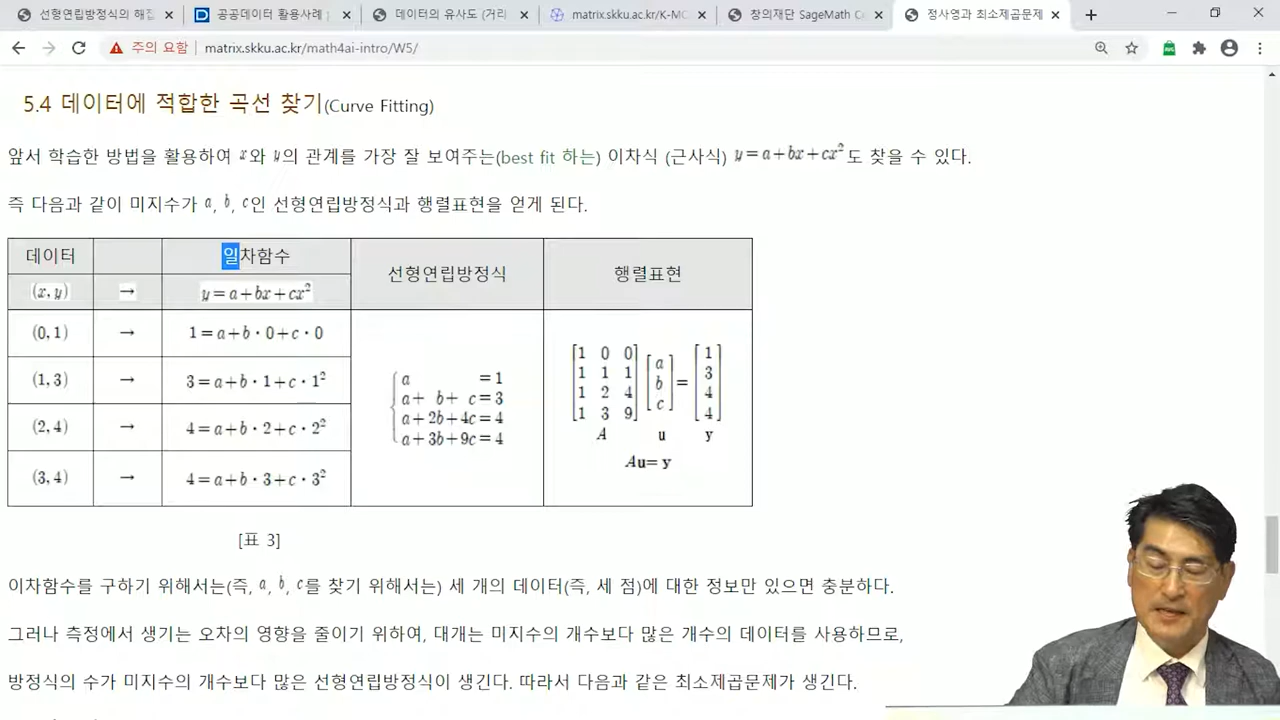 선형연립방정식의 해집
공공데이터 활용사례
데이터의 유사도 (거리
matrix.skku.ac.kr/K-MO
창의재단 SageMath C
정사영과 최소제곱문제
주의 요함
matrix.skku.ac.kr/math4ai-intro/W5/
5.4 데이터에 적합한 곡선 찾기(Curve Fitting)
앞서 학습한 방법을 활용하여 x와 y의 관계를 가장 잘 보여주는(best fit 하는) 이차식 (근사식) y=a+bx+cx²도 찾을 수 있다.
즉 다음과 같이 미지수가 a, b, c인 선형연립방정식과 행렬표현을 얻게 된다.
데이터 일차함수 선형연립방정식 행렬표현
(x, y) → y=a+bx+cx²
(0,1) → 1=a+b·0+c·0
(1,3) → 3=a+b·1+c·1²
(2,4) → 4=a+b·2+c·2²
(3,4) → 4=a+b·3+c·3²
a =1
a+ b+ c=3
a+2b+4c=4
a+3b+9c=4
[1 0 0] [a] [1]
[1 1 1] [b] = [3]
[1 2 4] [c] [4]
[1 3 9] [4]
A u y
Au=y
[표 3]
이차함수를 구하기 위해서는(즉, a, b, c를 찾기 위해서는) 세 개의 데이터(즉, 세 점)에 대한 정보만 있으면 충분하다.
그러나 측정에서 생기는 오차의 영향을 줄이기 위하여, 대개는 미지수의 개수보다 많은 개수의 데이터를 사용하므로,
방정식의 수가 미지수의 개수보다 많은 선형연립방정식이 생긴다. 따라서 다음과 같은 최소제곱문제가 생긴다.